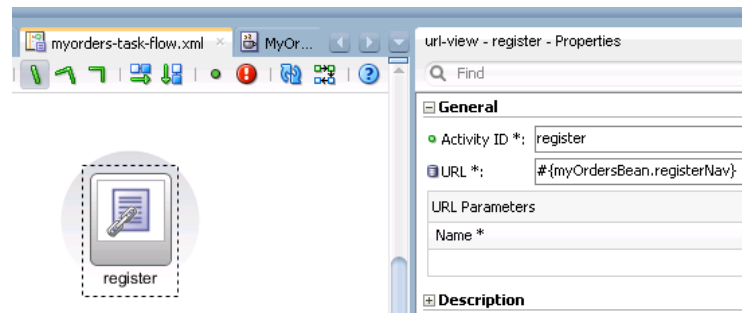 myorders-task-flow.xml
MyOr...
register
url-view - register - Properties
Find
General
Activity ID *: register
URL *: #{myOrdersBean.registerNav}
URL Parameters
Name *
Description